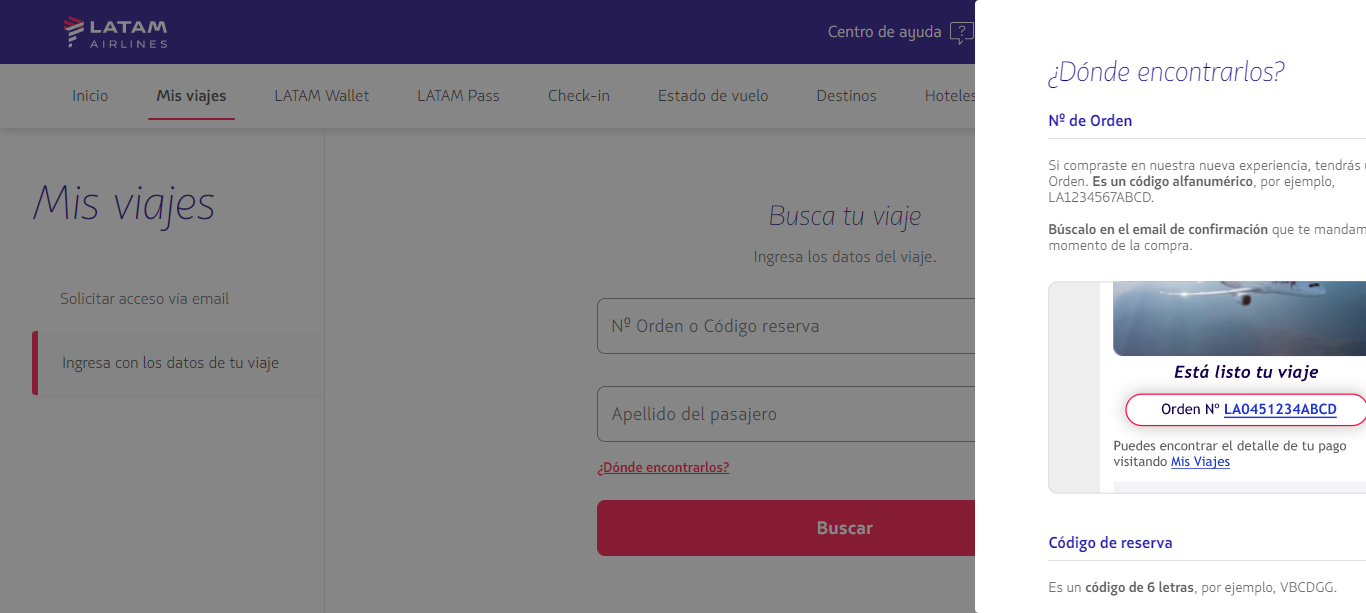 LATAM
AIRLINES
Centro de ayuda
?
Inicio
Mis viajes
LATAM Wallet
LATAM Pass
Check-in
Estado de vuelo
Destinos
Hoteles
Mis viajes
Solicitar acceso vía email
Ingresa con los datos de tu viaje
Busca tu viaje
Ingresa los datos del viaje.
Nº Orden o Código reserva
Apellido del pasajero
¿Dónde encontrarlos?
Buscar
¿Dónde encontrarlos?
Nº de Orden
Si compraste en nuestra nueva experiencia, tendrás
Orden. Es un código alfanumérico, por ejemplo,
LA1234567ABCD.
Búscalo en el email de confirmación que te mandam
momento de la compra.
Está listo tu viaje
Orden Nº LA0451234ABCD
Puedes encontrar el detalle de tu pago
visitando Mis Viajes
Código de reserva
Es un código de 6 letras, por ejemplo, VBCDGG.